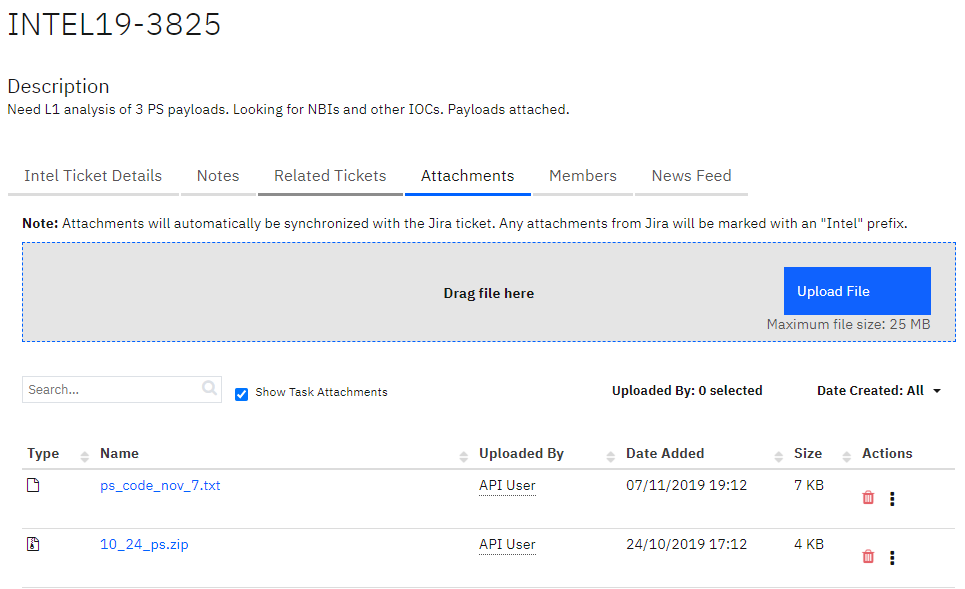 INTEL19-3825
Description
Need L1 analysis of 3 PS payloads. Looking for NBIs and other IOCs. Payloads attached.
Intel Ticket Details Notes Related Tickets Attachments Members News Feed
Note: Attachments will automatically be synchronized with the Jira ticket. Any attachments from Jira will be marked with an "Intel" prefix.
Drag file here
Upload File
Maximum file size: 25 MB
Search...
Show Task Attachments
Uploaded By: 0 selected
Date Created: All
Type Name Uploaded By Date Added Size Actions
ps_code_nov_7.txt API User 07/11/2019 19:12 7 KB
10_24_ps.zip API User 24/10/2019 17:12 4 KB